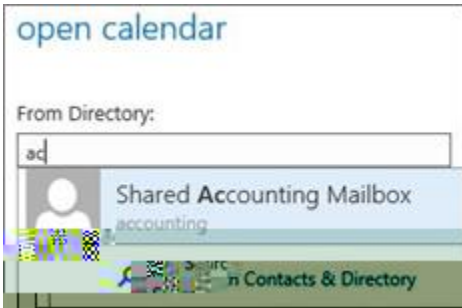 open calendar
From Directory:
ac
Shared Accounting Mailbox
accounting
Contacts & Directory